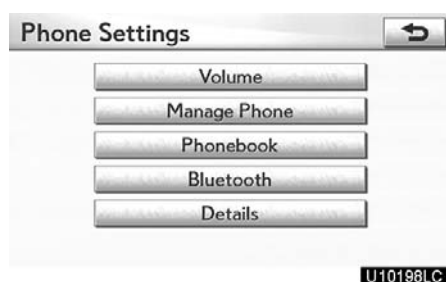 Phone Settings
Volume
Manage Phone
Phonebook
Bluetooth
Details
U10198LC